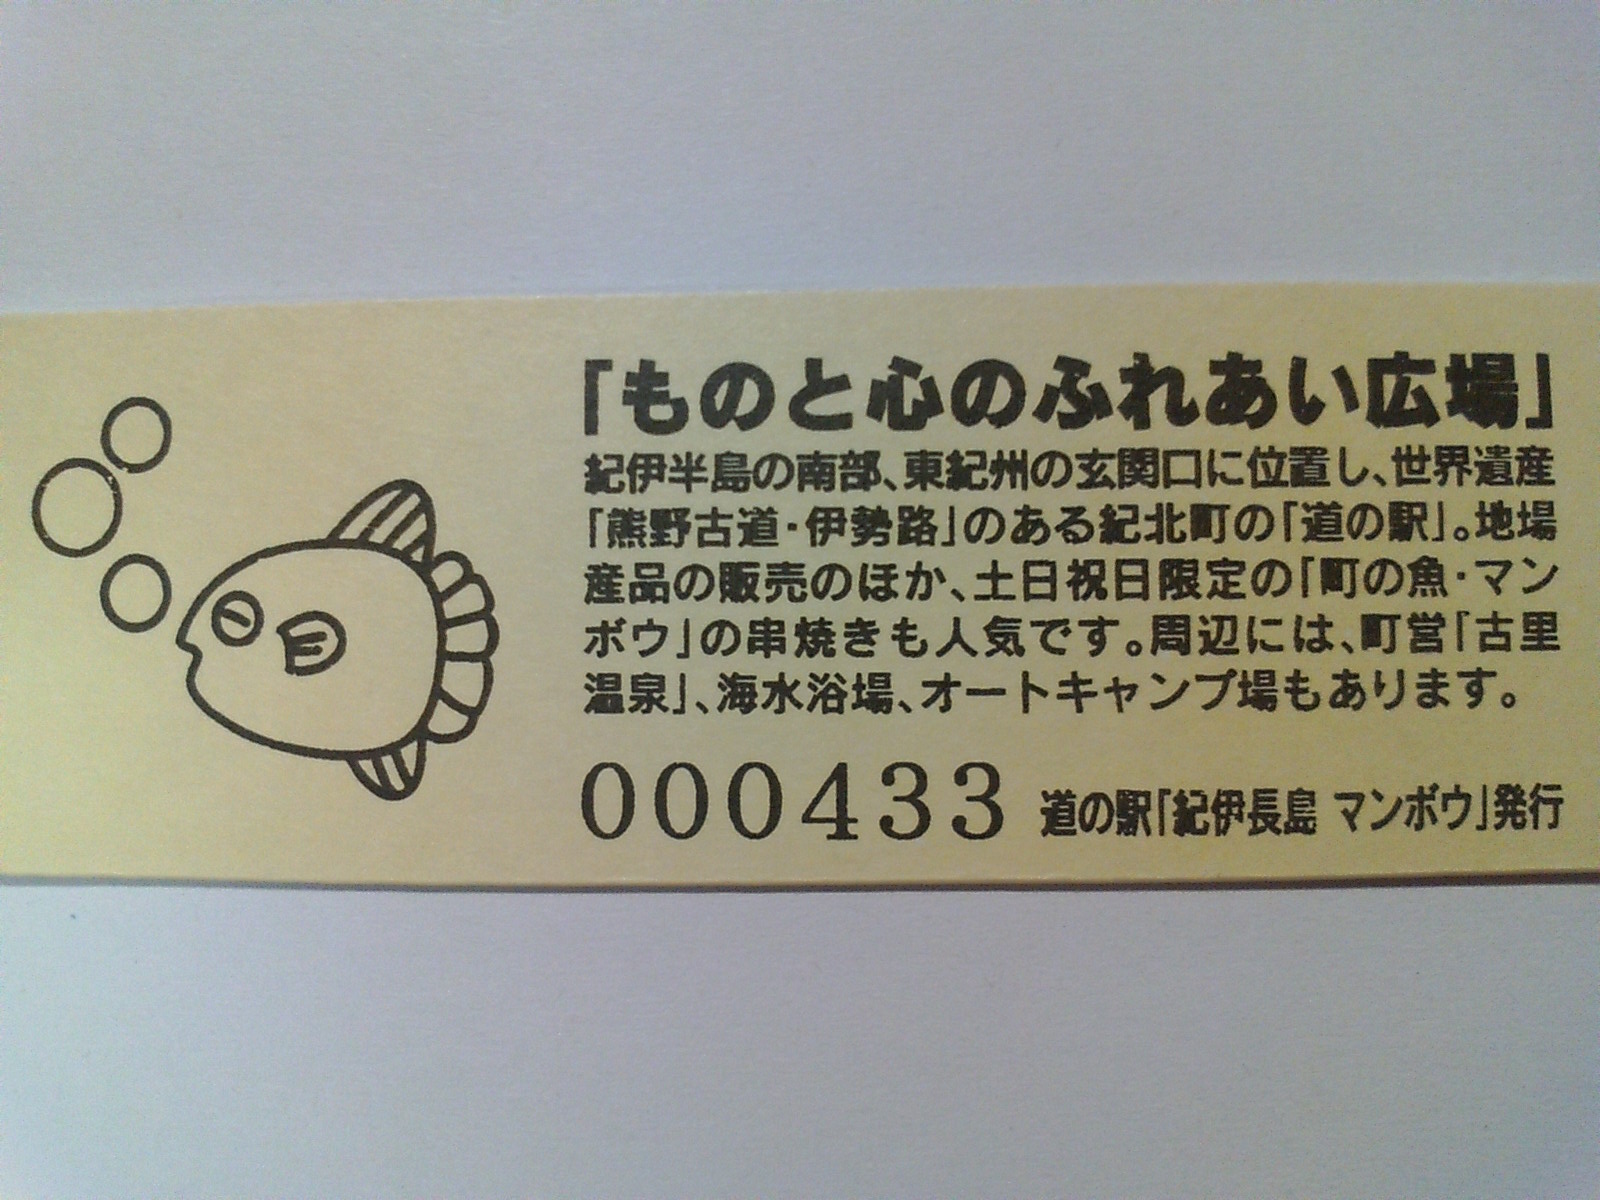 「ものと心のふれあい広場」
紀伊半島の南部、東紀州の玄関口に位置し、世界遺産
「熊野古道・伊勢路」のある紀北町の「道の駅」。地場
産品の販売のほか、土日祝日限定の「町の魚・マン
ボウ」の串焼きも人気です。周辺には、町営「古里
温泉」、海水浴場、オートキャンプ場もあります。
000433 道の駅「紀伊長島 マンボウ」発行